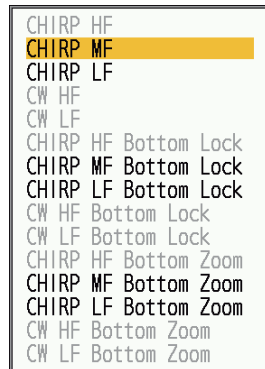 CHIRP HF
CHIRP MF
CHIRP LF
CW HF
CW LF
CHIRP HF Bottom Lock
CHIRP MF Bottom Lock
CHIRP LF Bottom Lock
CW HF Bottom Lock
CW LF Bottom Lock
CHIRP HF Bottom Zoom
CHIRP MF Bottom Zoom
CHIRP LF Bottom Zoom
CW HF Bottom Zoom
CW LF Bottom Zoom